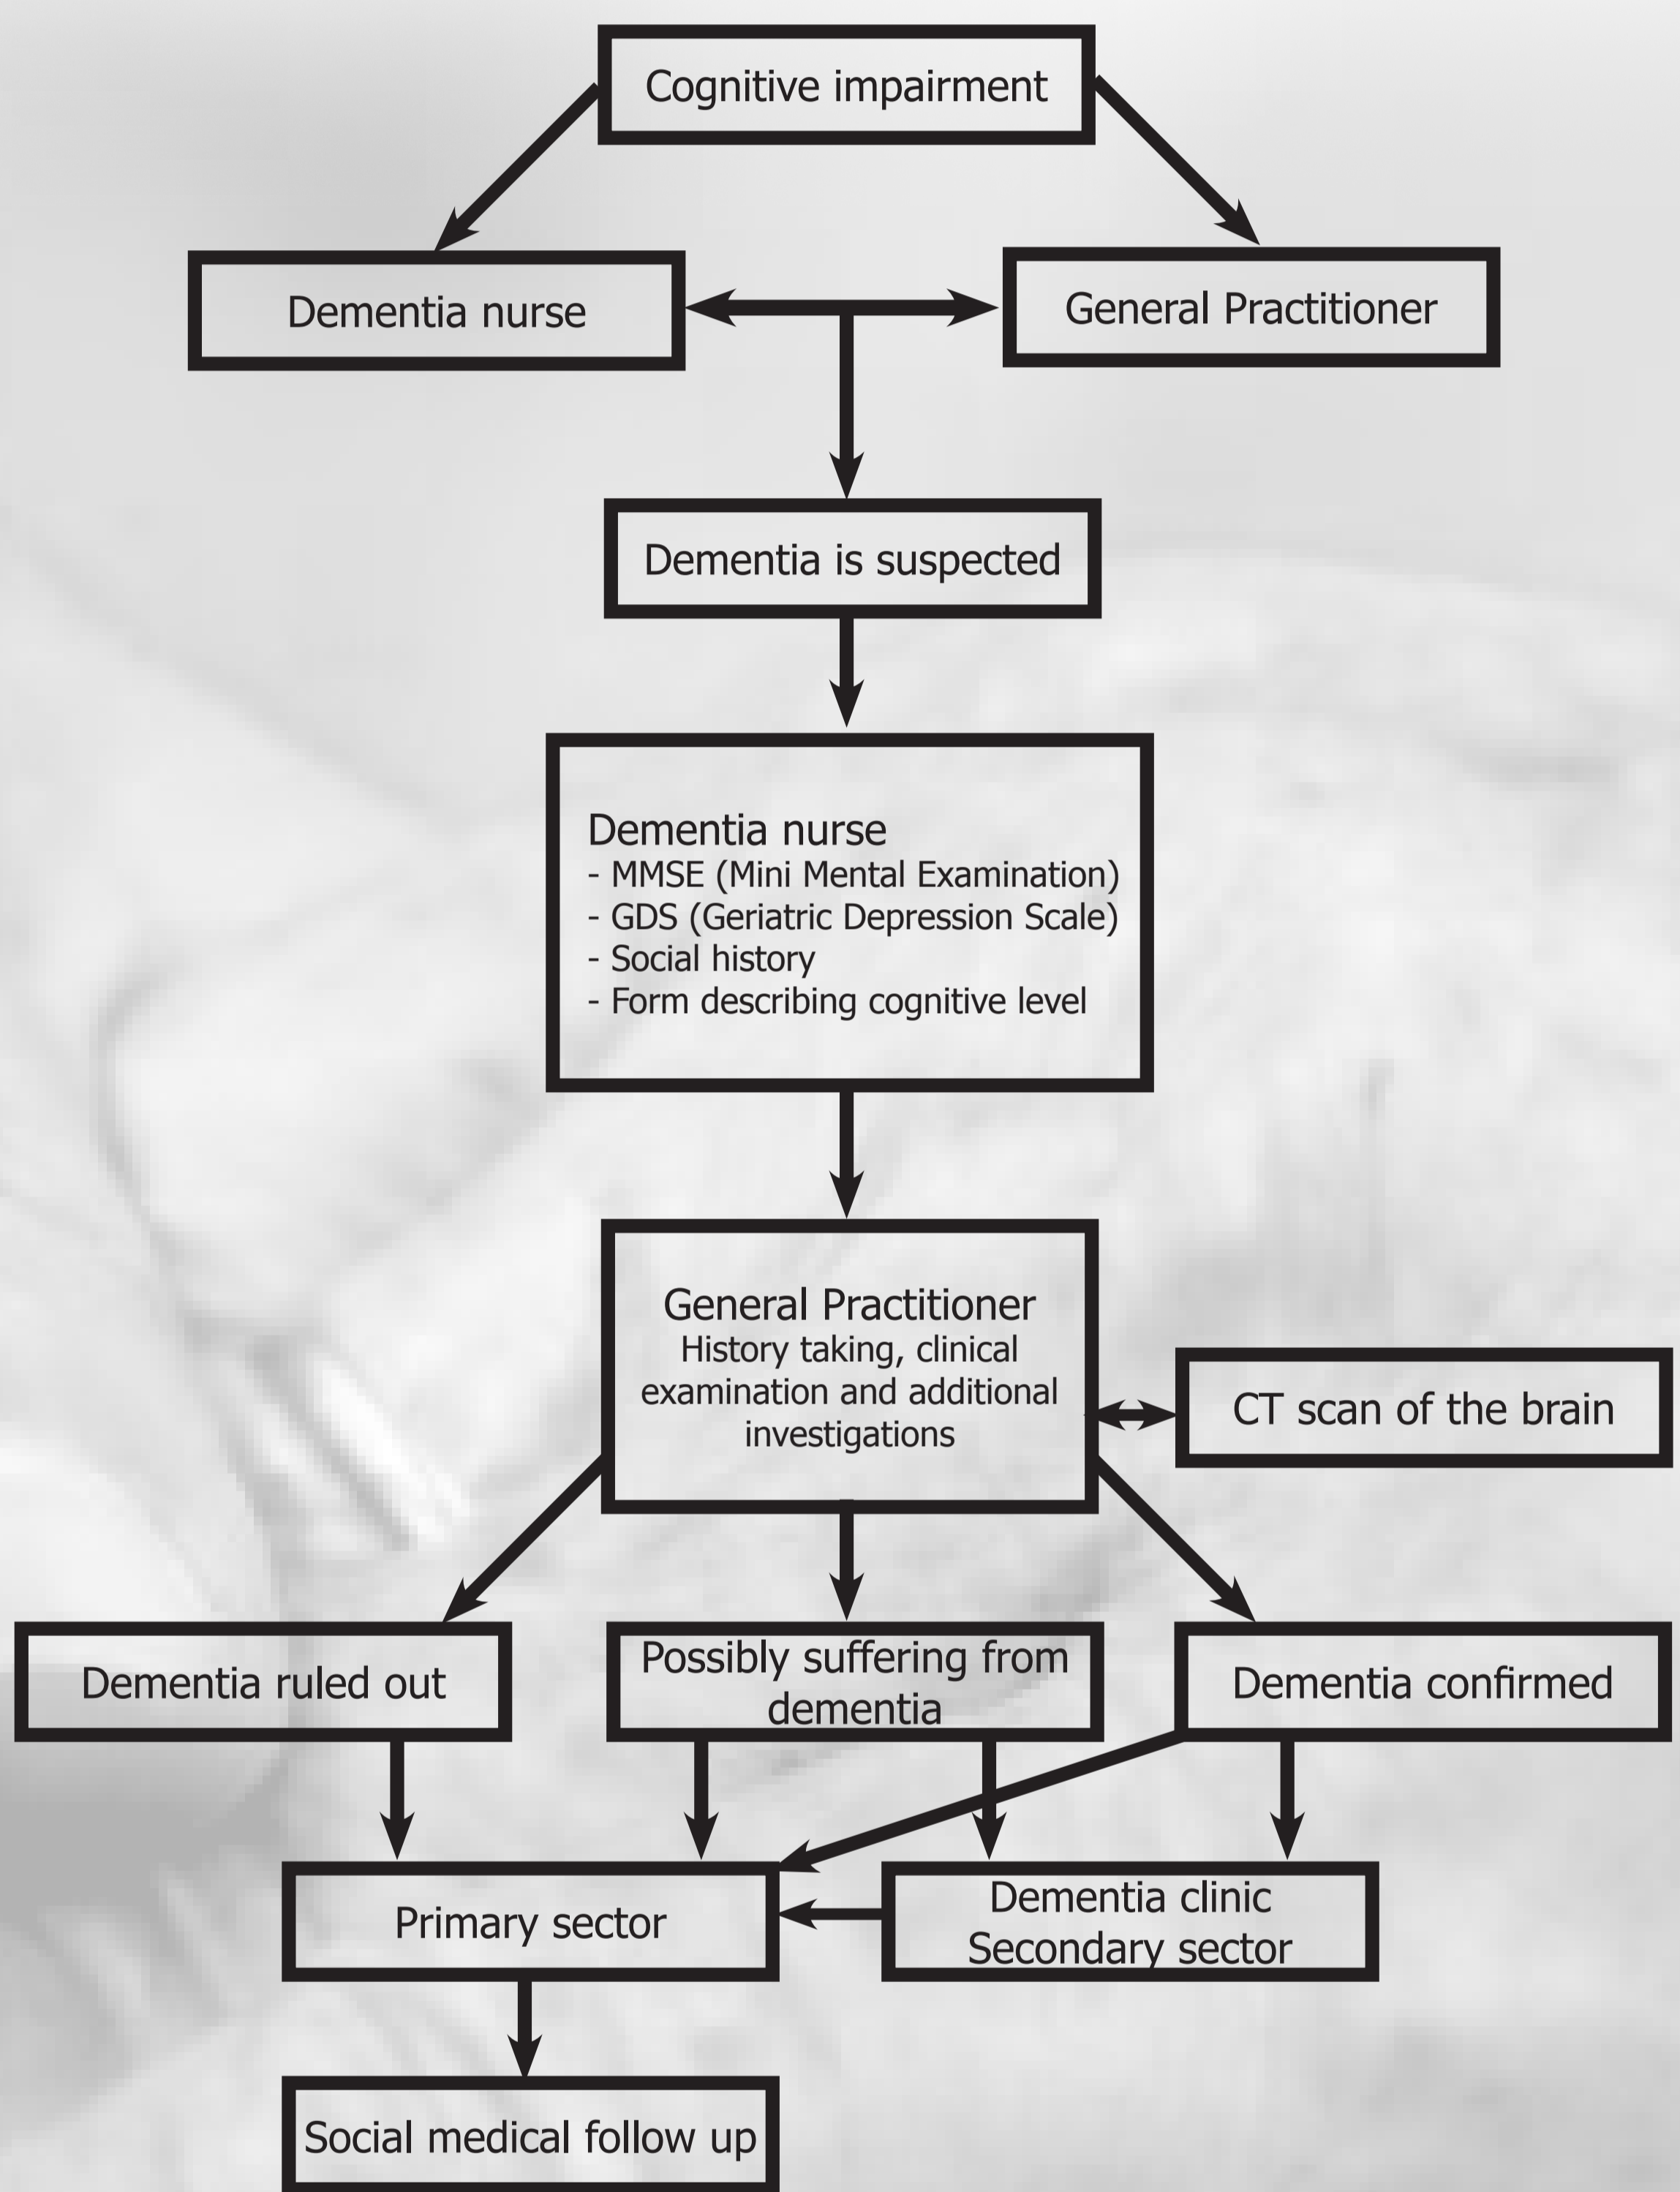 Cognitive impairment
Dementia nurse
General Practitioner
Dementia is suspected
Dementia nurse
- MMSE (Mini Mental Examination)
- GDS (Geriatric Depression Scale)
- Social history
- Form describing cognitive level
General Practitioner
History taking, clinical
examination and additional
investigations
CT scan of the brain
Dementia ruled out
Possibly suffering from
dementia
Dementia confirmed
Primary sector
Dementia clinic
Secondary sector
Social medical follow up